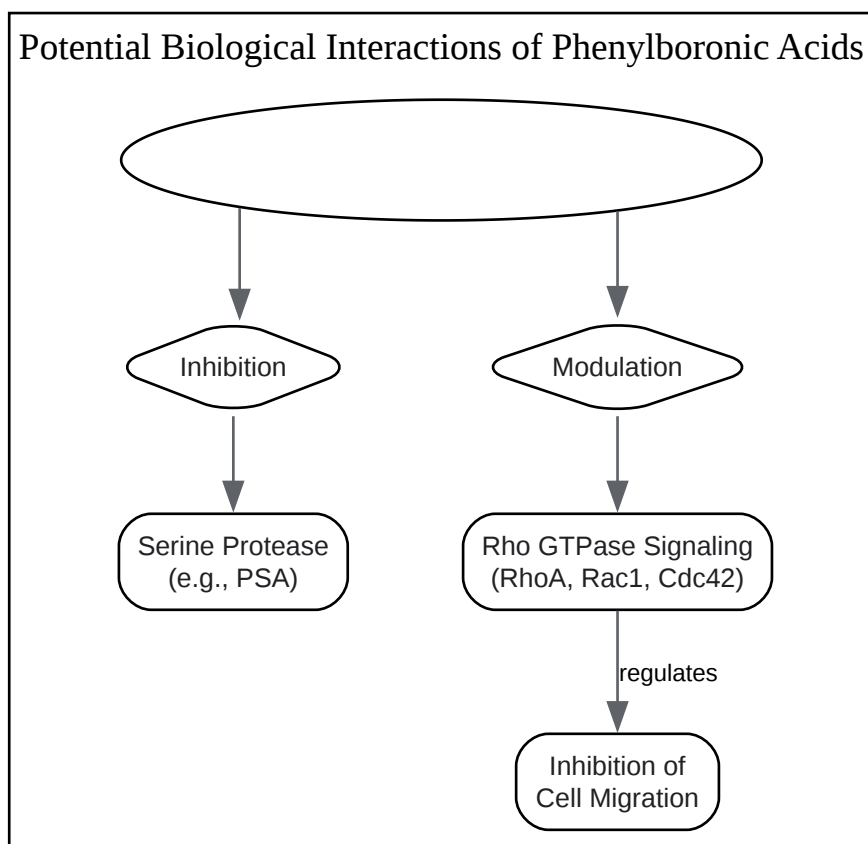 Potential Biological Interactions of Phenylboronic Acids
Inhibition
Modulation
Serine Protease
(e.g., PSA)
Rho GTPase Signaling
(RhoA, Rac1, Cdc42)
regulates
Inhibition of
Cell Migration